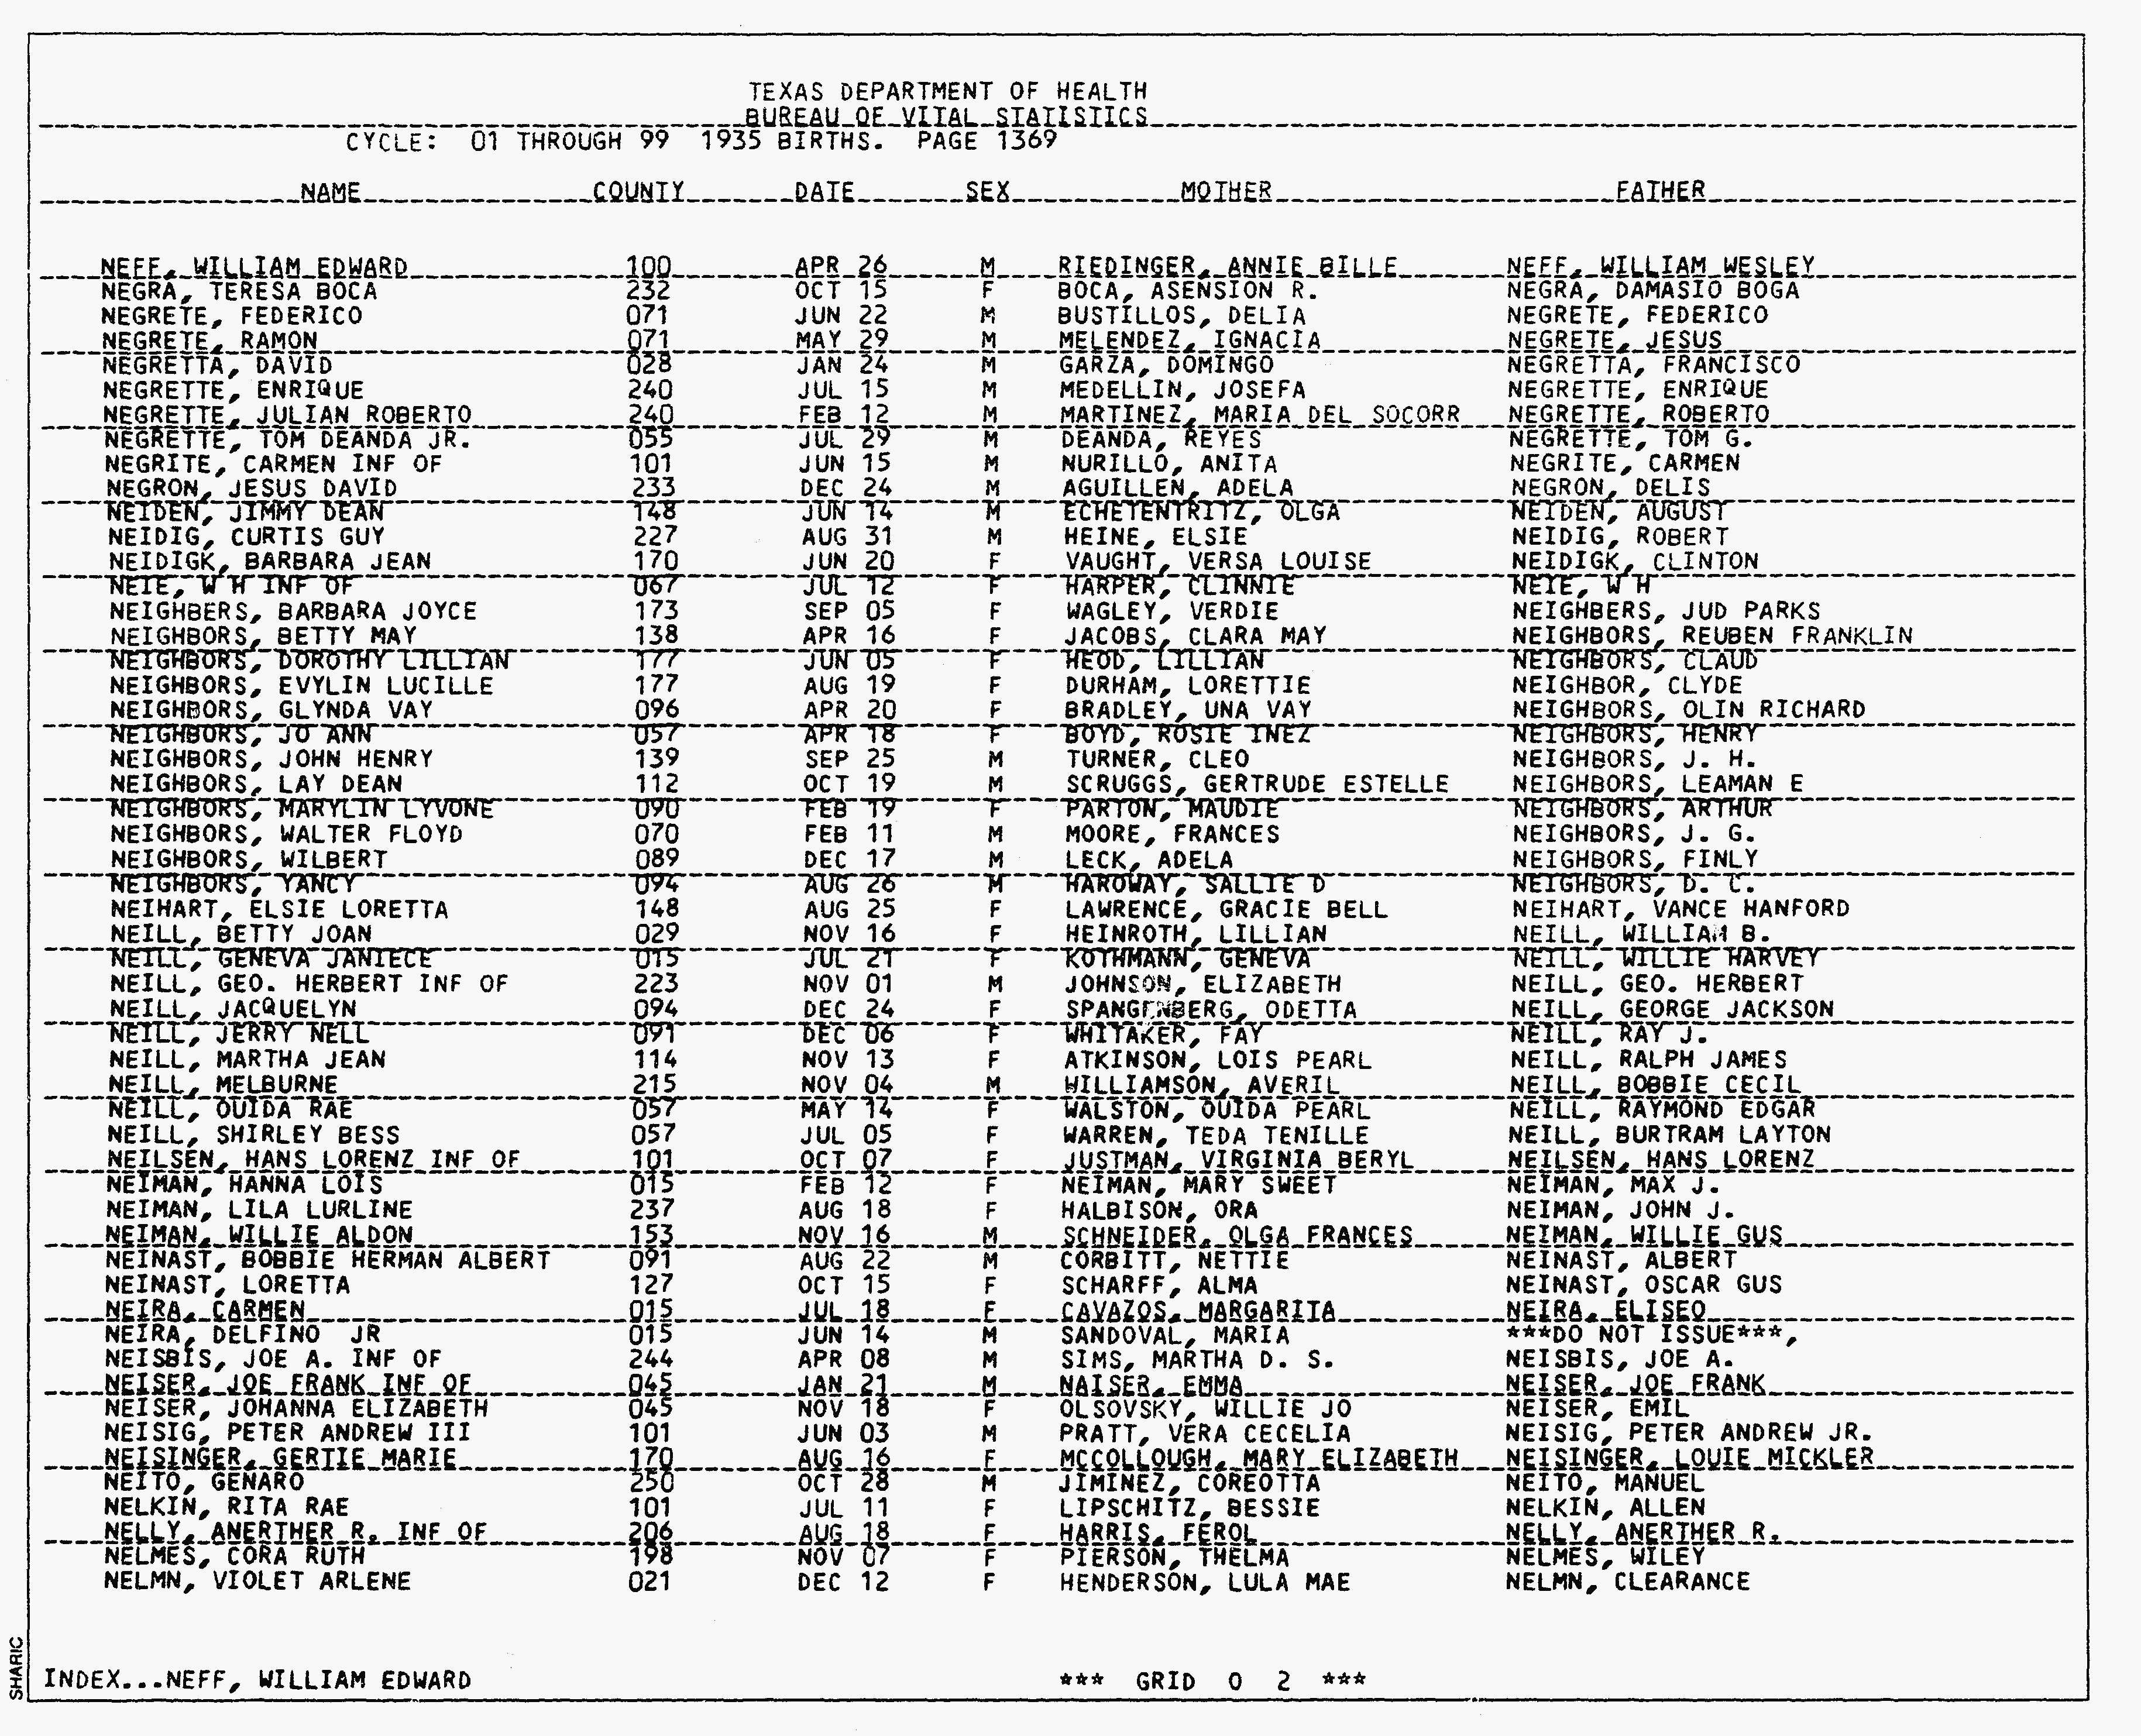 TEXAS DEPARTMENT OF HEALTH
BUREAU OF VITAL STATISTICS
CYCLE: 01 THROUGH 99 1935 BIRTHS. PAGE 1369
NAME COUNTY DATE SEX MOTHER FATHER
NEFF, WILLIAM EDWARD 100 APR 26 M RIEDINGER, ANNIE BILLE NEFF, WILLIAM WESLEY
NEGRA, TERESA BOCA 232 OCT 15 F BOCA, ASENSION R. NEGRA, DAMASIO BOGA
NEGRETE, FEDERICO 071 JUN 22 M BUSTILLOS, DELIA NEGRETE, FEDERICO
NEGRETE, RAMON 071 MAY 29 M MELENDEZ, IGNACIA NEGRETE, JESUS
NEGRETTA, DAVID 028 JAN 24 M GARZA, DOMINGO NEGRETTA, FRANCISCO
NEGRETTE, ENRIQUE 240 JUL 15 M MEDELLIN, JOSEFA NEGRETTE, ENRIQUE
NEGRETTE, JULIAN ROBERTO 240 FEB 12 M MARTINEZ, MARIA DEL SOCORR NEGRETTE, ROBERTO
NEGRETTE, TOM DEANDA JR. 055 JUL 29 M DEANDA, REYES NEGRETTE, TOM G.
NEGRITE, CARMEN INF OF 101 JUN 15 M NURILLO, ANITA NEGRITE, CARMEN
NEGRON, JESUS DAVID 233 DEC 24 M AGUILLEN, ADELA NEGRON, DELIS
NEIDEN, JIMMY DEAN 148 JUN 14 M ECHETENTRITZ, OLGA NEIDEN, AUGUST
NEIDIG, CURTIS GUY 227 AUG 31 M HEINE, ELSIE NEIDIG, ROBERT
NEIDIGK, BARBARA JEAN 170 JUN 20 F VAUGHT, VERSA LOUISE NEIDIGK, CLINTON
NEIE, W H INF OF 067 JUL 12 F HARPER, CLINNIE NEIE, W H
NEIGHBERS, BARBARA JOYCE 173 SEP 05 F WAGLEY, VERDIE NEIGHBERS, JUD PARKS
NEIGHBORS, BETTY MAY 138 APR 16 F JACOBS, CLARA MAY NEIGHBORS, REUBEN FRANKLIN
NEIGHBORS, DOROTHY LILLIAN 177 JUN 05 F HEOD, LILLIAN NEIGHBORS, CLAUD
NEIGHBORS, EVYLIN LUCILLE 177 AUG 19 F DURHAM, LORETTIE NEIGHBOR, CLYDE
NEIGHBORS, GLYNDA VAY 096 APR 20 F BRADLEY, UNA VAY NEIGHBORS, OLIN RICHARD
NEIGHBORS, JO ANN 057 APR 18 F BOYD, ROSIE INEZ NEIGHBORS, HENRY
NEIGHBORS, JOHN HENRY 139 SEP 25 M TURNER, CLEO NEIGHBORS, J. H.
NEIGHBORS, LAY DEAN 112 OCT 19 M SCRUGGS, GERTRUDE ESTELLE NEIGHBORS, LEAMAN E
NEIGHBORS, MARYLIN LYVONE 090 FEB 19 F PARTON, MAUDIE NEIGHBORS, ARTHUR
NEIGHBORS, WALTER FLOYD 070 FEB 11 M MOORE, FRANCES NEIGHBORS, J. G.
NEIGHBORS, WILBERT 089 DEC 17 M LECK, ADELA NEIGHBORS, FINLY
NEIGHBORS, YANCY 094 AUG 26 M HAROWAY, SALLIE D NEIGHBORS, D. C.
NEIHART, ELSIE LORETTA 148 AUG 25 F LAWRENCE, GRACIE BELL NEIHART, VANCE HANFORD
NEILL, BETTY JOAN 029 NOV 16 F HEINROTH, LILLIAN NEILL, WILLIAM B.
NEILL, GENEVA JANIECE 015 JUL 21 F KOTHMANN, GENEVA NEILL, WILLIE HARVEY
NEILL, GEO. HERBERT INF OF 223 NOV 01 M JOHNSON, ELIZABETH NEILL, GEO. HERBERT
NEILL, JACQUELYN 094 DEC 24 F SPANGENBERG, ODETTA NEILL, GEORGE JACKSON
NEILL, JERRY NELL 091 DEC 06 F WHITAKER, FAY NEILL, RAY J.
NEILL, MARTHA JEAN 114 NOV 13 F ATKINSON, LOIS PEARL NEILL, RALPH JAMES
NEILL, MELBURNE 215 NOV 04 M WILLIAMSON, AVERIL NEILL, BOBBIE CECIL
NEILL, OUIDA RAE 057 MAY 14 F WALSTON, OUIDA PEARL NEILL, RAYMOND EDGAR
NEILL, SHIRLEY BESS 057 JUL 05 F WARREN, TEDA TENILLE NEILL, BURTRAM LAYTON
NEILSEN, HANS LORENZ INF OF 101 OCT 07 F JUSTMAN, VIRGINIA BERYL NEILSEN, HANS LORENZ
NEIMAN, HANNA LOIS 015 FEB 12 F NEIMAN, MARY SWEET NEIMAN, MAX J.
NEIMAN, LILA LURLINE 237 AUG 18 F HALBISON, ORA NEIMAN, JOHN J.
NEIMAN, WILLIE ALDON 153 NOV 16 M SCHNEIDER, OLGA FRANCES NEIMAN, WILLIE GUS
NEINAST, BOBBIE HERMAN ALBERT 091 AUG 22 M CORBITT, NETTIE NEINAST, ALBERT
NEINAST, LORETTA 127 OCT 15 F SCHARFF, ALMA NEINAST, OSCAR GUS
NEIRA, CARMEN 015 JUL 18 F CAVAZOS, MARGARITA NEIRA, ELISEO
NEIRA, DELFINO JR 015 JUN 14 M SANDOVAL, MARIA ***DO NOT ISSUE***,
NEISBIS, JOE A. INF OF 244 APR 08 M SIMS, MARTHA D. S. NEISBIS, JOE A.
NEISER, JOE FRANK INF OF 045 JAN 21 M NAISER, EMMA NEISER, JOE FRANK
NEISER, JOHANNA ELIZABETH 045 NOV 18 F OLSOVSKY, WILLIE JO NEISER, EMIL
NEISIG, PETER ANDREW III 101 JUN 03 M PRATT, VERA CECELIA NEISIG, PETER ANDREW JR.
NEISINGER, GERTIE MARIE 170 AUG 16 F MCCOLLOUGH, MARY ELIZABETH NEISINGER, LOUIE MICKLER
NEITO, GENARO 250 OCT 28 M JIMINEZ, COREOTTA NEITO, MANUEL
NELKIN, RITA RAE 101 JUL 11 F LIPSCHITZ, BESSIE NELKIN, ALLEN
NELLY, ANERTHER R. INF OF 206 AUG 18 F HARRIS, FEROL NELLY, ANERTHER R.
NELMES, CORA RUTH 198 NOV 07 F PIERSON, THELMA NELMES, WILEY
NELMN, VIOLET ARLENE 021 DEC 12 F HENDERSON, LULA MAE NELMN, CLEARANCE
INDEX...NEFF, WILLIAM EDWARD *** GRID 0 2 ***
SHARIC